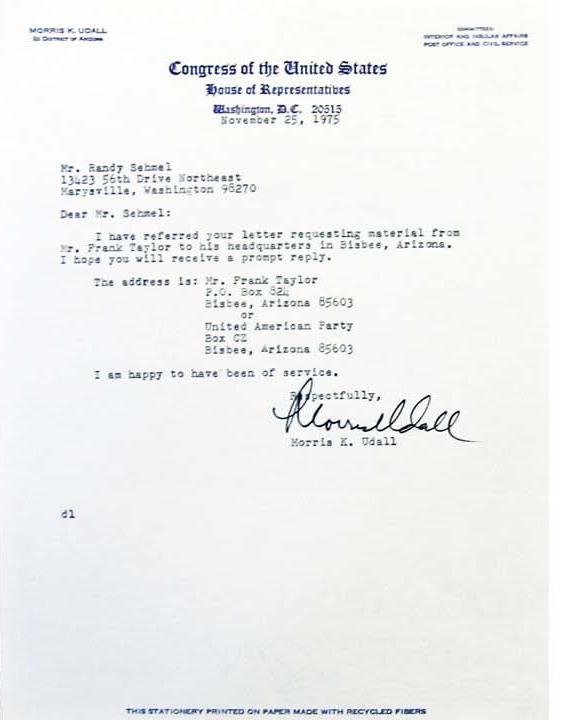 MORRIS K. UDALL
2D DISTRICT OF ARIZONA
COMMITTEES:
INTERIOR AND INSULAR AFFAIRS
POST OFFICE AND CIVIL SERVICE
Congress of the United States
House of Representatives
Washington, D.C. 20515
November 25, 1975
Mr. Randy Sehmel
13423 56th Drive Northeast
Marysville, Washington 98270
Dear Mr. Sehmel:
I have referred your letter requesting material from
Mr. Frank Taylor to his headquarters in Bisbee, Arizona.
I hope you will receive a prompt reply.
The address is: Mr. Frank Taylor
P.O. Box 824
Bisbee, Arizona 85603
or
United American Party
Box CZ
Bisbee, Arizona 85603
I am happy to have been of service.
Respectfully,
Morris Udall
Morris K. Udall
dl
THIS STATIONERY PRINTED ON PAPER MADE WITH RECYCLED FIBERS